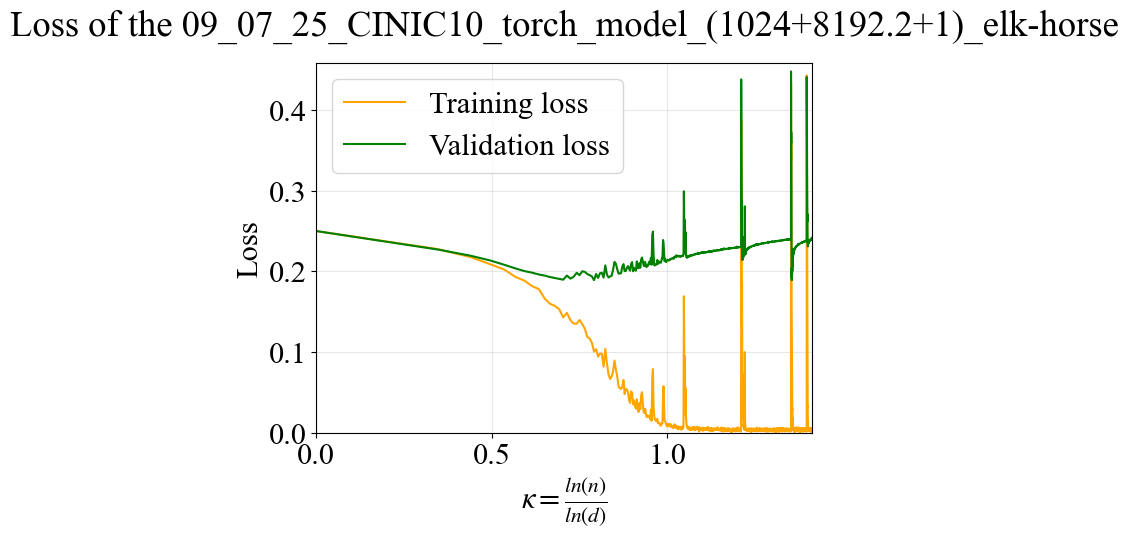 Loss of the 09_07_25_CINIC10_torch_model_(1024+8192.2+1)_elk-horse
Training loss
Validation loss
Loss
0.4
0.3
0.2
0.1
0.0
0.0 0.5 1.0
κ = ln(n)/ln(d)